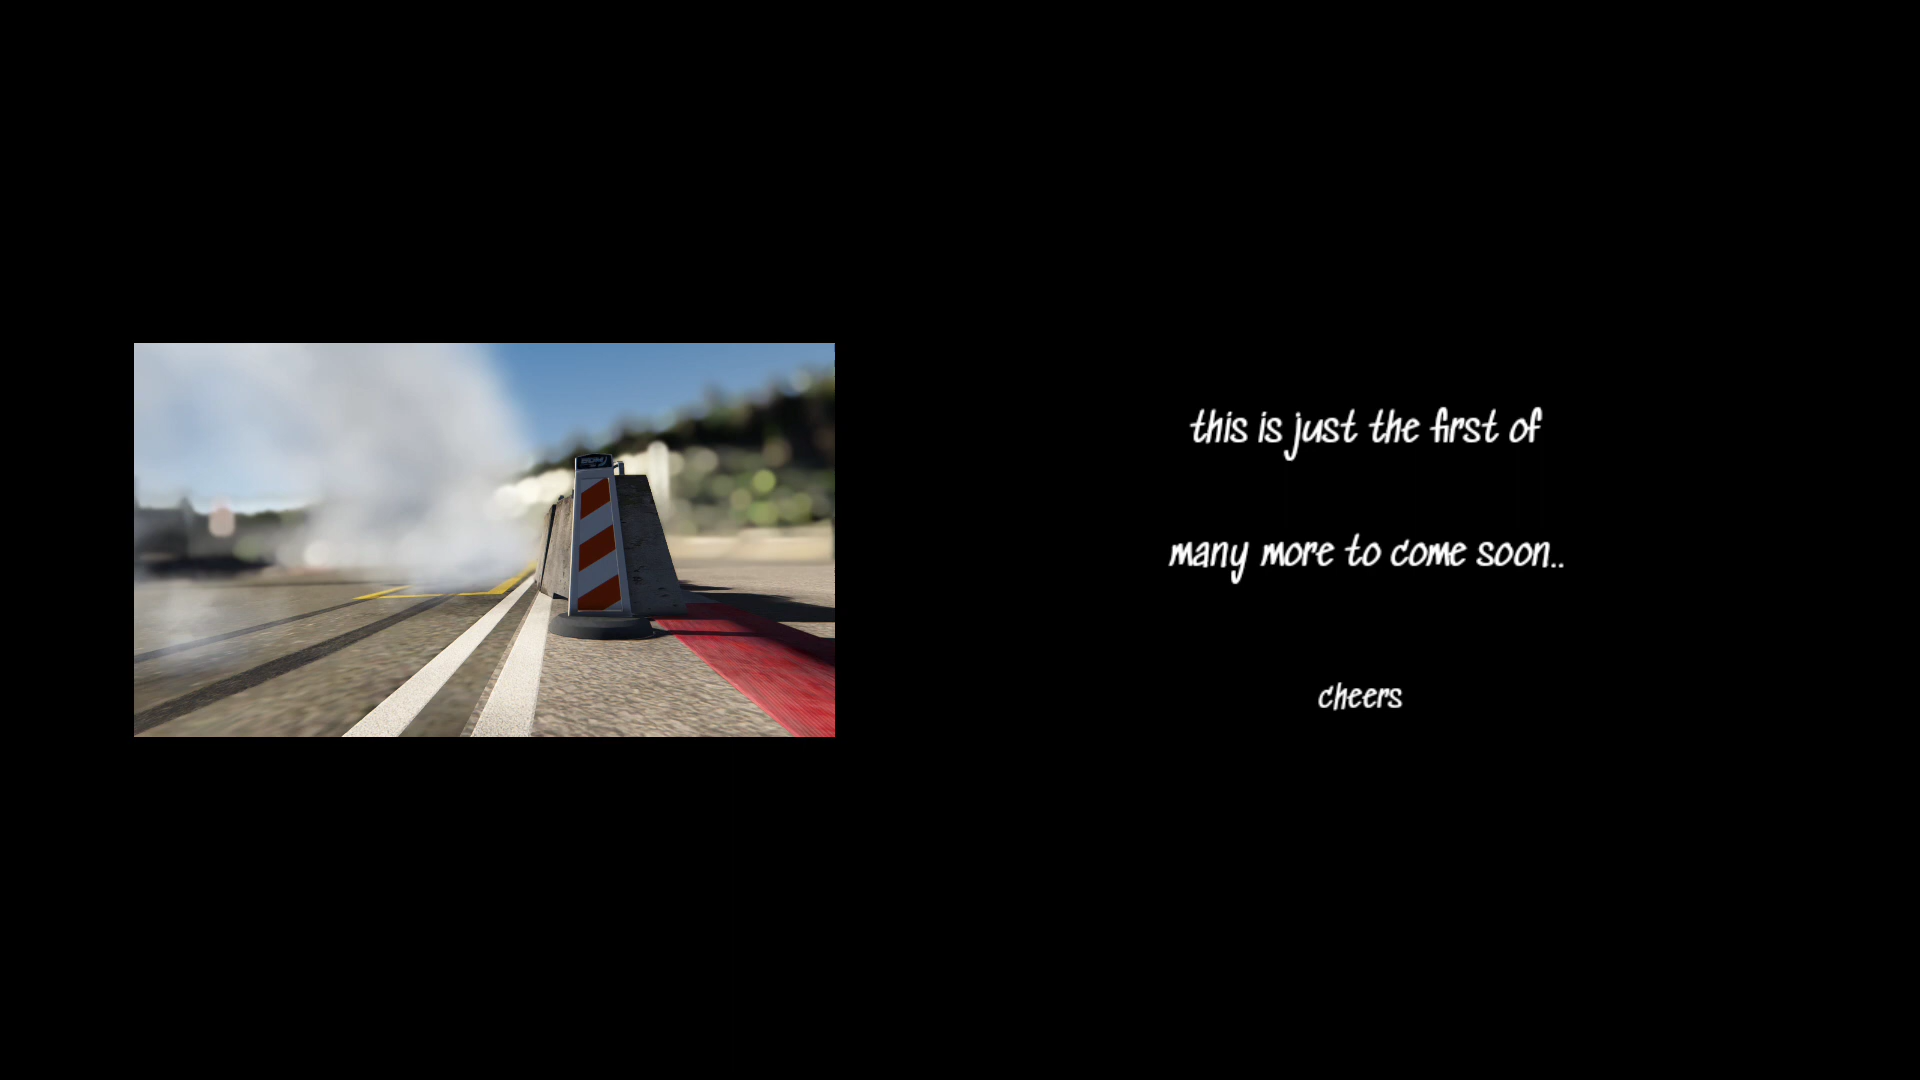 this is just the first of
many more to come soon..
cheers